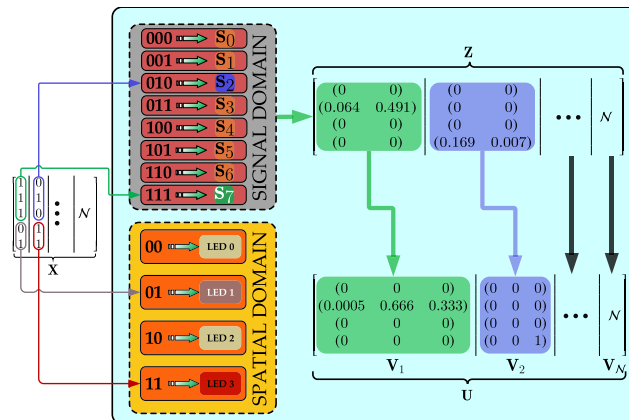 000 S0
001 S1
010 S2
011 S3
100 S4
101 S5
110 S6
111 S7
SIGNAL DOMAIN
00 LED 0
01 LED 1
10 LED 2
11 LED 3
SPATIAL DOMAIN
1 0
1 1
1 0
0 1
1 1
••• 𝒩
X
Z
(0 0) (0 0)
(0.064 0.491) (0 0)
(0 0) (0 0)
(0 0) (0.169 0.007)
••• 𝒩
(0 0 0) (0 0 0)
(0.0005 0.666 0.333) (0 0 0)
(0 0 0) (0 0 0)
(0 0 0) (0 0 1)
••• 𝒩
V1 V2 V𝒩
U